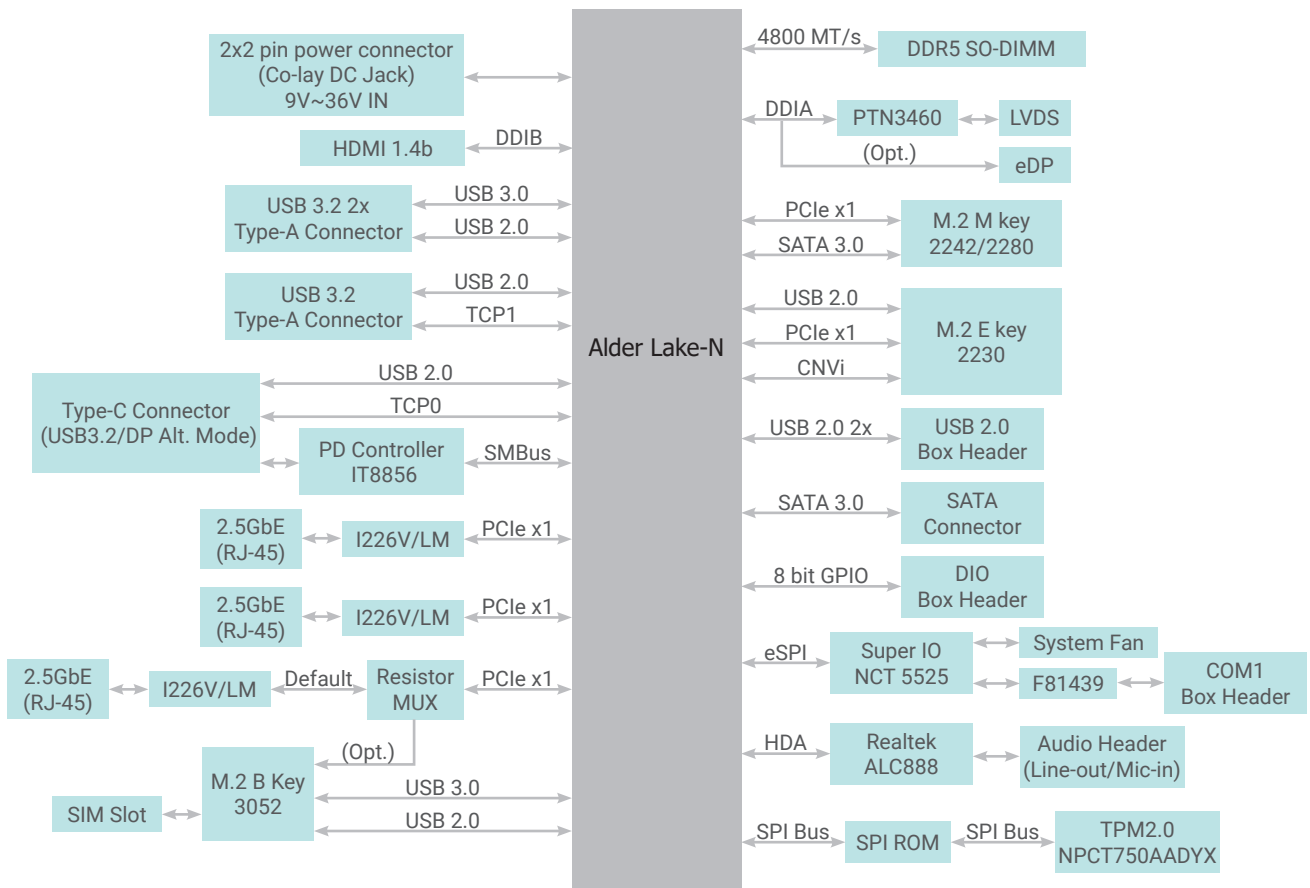 2x2 pin power connector
(Co-lay DC Jack)
9V~36V IN
HDMI 1.4b
DDIB
USB 3.2 2x
Type-A Connector
USB 3.0
USB 2.0
USB 3.2
Type-A Connector
USB 2.0
TCP1
Type-C Connector
(USB3.2/DP Alt. Mode)
USB 2.0
TCP0
PD Controller
IT8856
SMBus
2.5GbE
(RJ-45)
I226V/LM
PCIe x1
2.5GbE
(RJ-45)
I226V/LM
PCIe x1
2.5GbE
(RJ-45)
I226V/LM
Default
Resistor
MUX
PCIe x1
(Opt.)
M.2 B Key
3052
SIM Slot
USB 3.0
USB 2.0
Alder Lake-N
4800 MT/s
DDR5 SO-DIMM
DDIA
PTN3460
LVDS
(Opt.)
eDP
PCIe x1
SATA 3.0
M.2 M key
2242/2280
USB 2.0
PCIe x1
CNVi
M.2 E key
2230
USB 2.0 2x
USB 2.0
Box Header
SATA 3.0
SATA
Connector
8 bit GPIO
DIO
Box Header
eSPI
Super IO
NCT 5525
System Fan
F81439
COM1
Box Header
HDA
Realtek
ALC888
Audio Header
(Line-out/Mic-in)
SPI Bus
SPI ROM
SPI Bus
TPM2.0
NPCT750AADYX